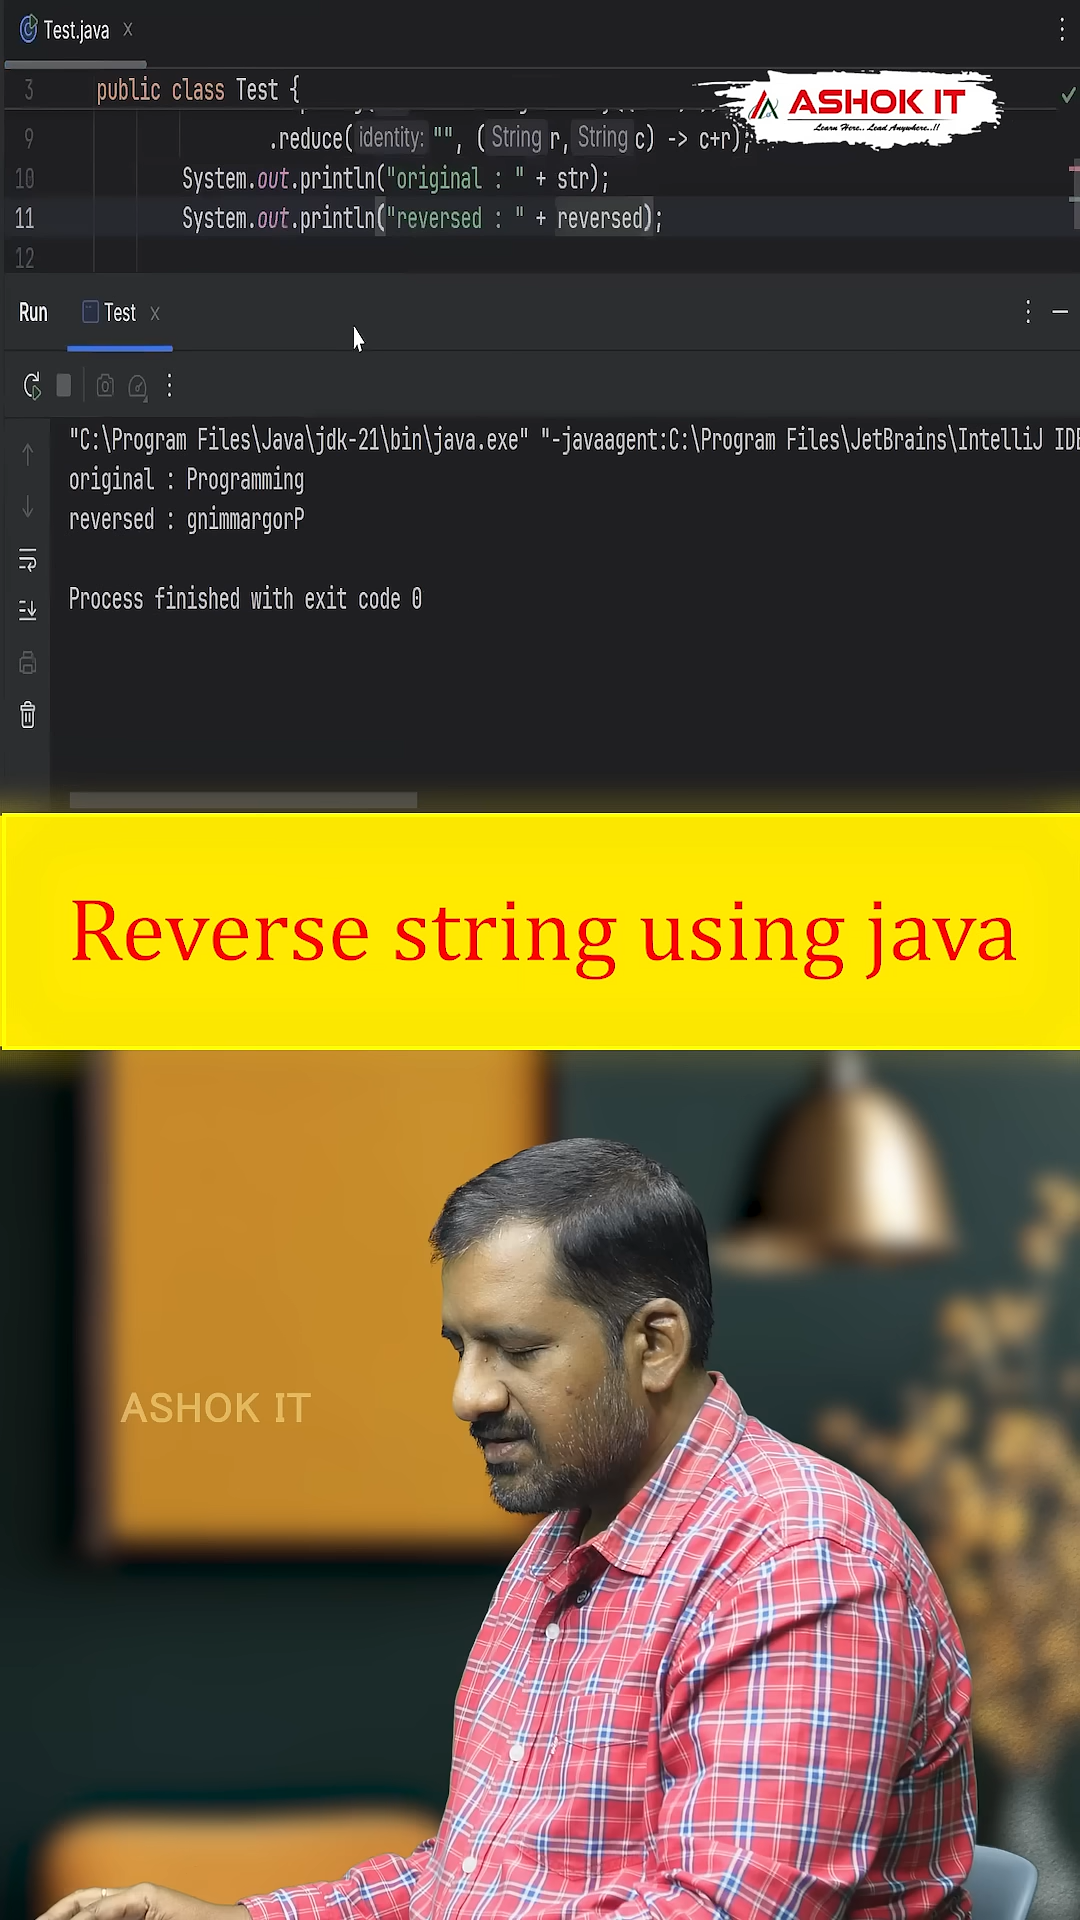 Test.java
ASHOK IT
Learn Here.. Lead Anywhere..!!
3 public class Test {
9 .reduce( identity: "", ( String r, String c) -> c+r);
10 System.out.println("original : " + str);
11 System.out.println("reversed : " + reversed);
12
Run Test
"C:\Program Files\Java\jdk-21\bin\java.exe" "-javaagent:C:\Program Files\JetBrains\IntelliJ IDE
original : Programming
reversed : gnimmargorP
Process finished with exit code 0
Reverse string using java
ASHOK IT